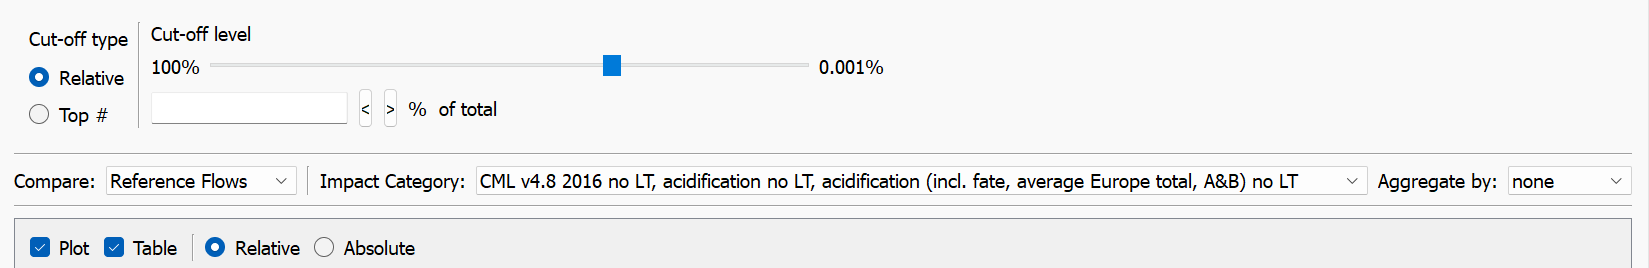 Cut-off type
Cut-off level
Relative
100%
0.001%
Top #
< > % of total
Compare: Reference Flows Impact Category: CML v4.8 2016 no LT, acidification no LT, acidification (incl. fate, average Europe total, A&B) no LT Aggregate by: none
Plot Table Relative Absolute